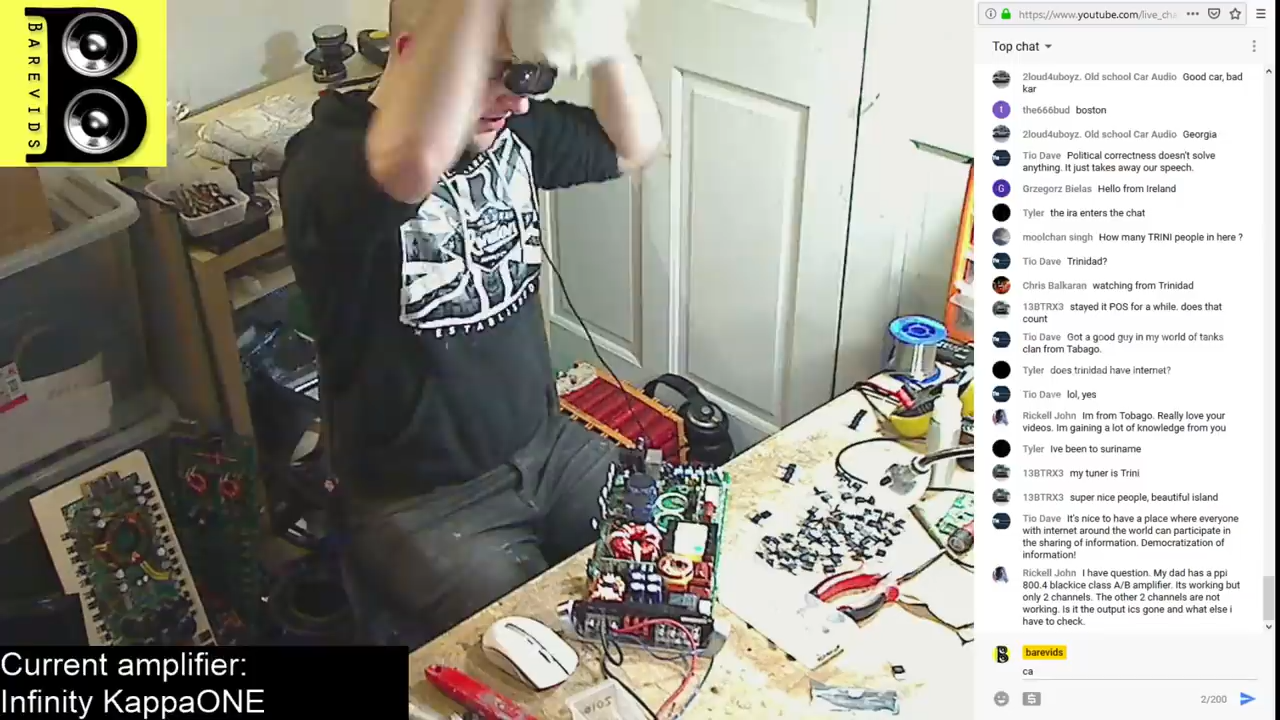 BAREVIDS
Current amplifier:
Infinity KappaONE
ESTABLISHED
https://www.youtube.com/live_cha
Top chat
2loud4uboyz. Old school Car Audio Good car, bad
kar
t
the666bud boston
2loud4uboyz. Old school Car Audio Georgia
Tio Dave Political correctness doesn't solve
anything. It just takes away our speech.
G
Grzegorz Bielas Hello from Ireland
Tyler the ira enters the chat
moolchan singh How many TRINI people in here ?
Tio Dave Trinidad?
Chris Balkaran watching from Trinidad
13BTRX3 stayed it POS for a while. does that
count
Tio Dave Got a good guy in my world of tanks
clan from Tabago.
Tyler does trinidad have internet?
Tio Dave lol, yes
Rickell John Im from Tobago. Really love your
videos. Im gaining a lot of knowledge from you
Tyler Ive been to suriname
13BTRX3 my tuner is Trini
13BTRX3 super nice people, beautiful island
Tio Dave It's nice to have a place where everyone
with internet around the world can participate in
the sharing of information. Democratization of
information!
Rickell John I have question. My dad has a ppi
800.4 blackice class A/B amplifier. Its working but
only 2 channels. The other 2 channels are not
working. Is it the output ics gone and what else i
have to check.
barevids
ca
2/200